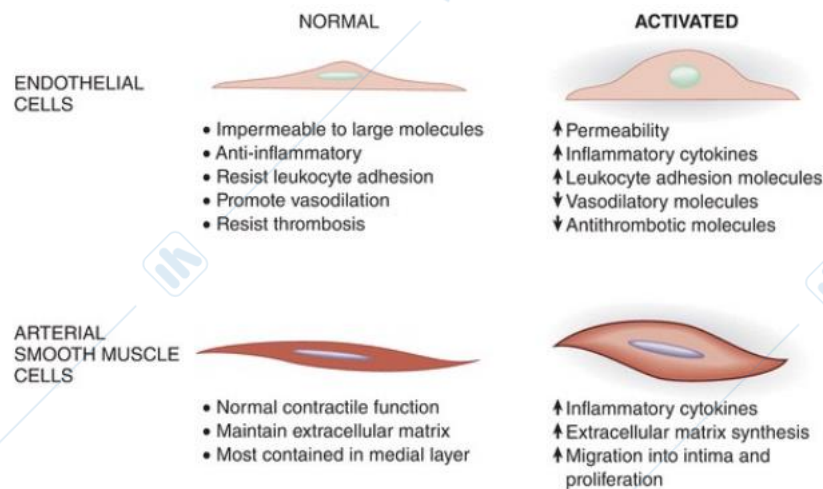 NORMAL
ACTIVATED
ENDOTHELIAL
CELLS
• Impermeable to large molecules
• Anti-inflammatory
• Resist leukocyte adhesion
• Promote vasodilation
• Resist thrombosis
↑ Permeability
↑ Inflammatory cytokines
↑ Leukocyte adhesion molecules
↓ Vasodilatory molecules
↓ Antithrombotic molecules
ARTERIAL
SMOOTH MUSCLE
CELLS
• Normal contractile function
• Maintain extracellular matrix
• Most contained in medial layer
↑ Inflammatory cytokines
↑ Extracellular matrix synthesis
↑ Migration into intima and
proliferation